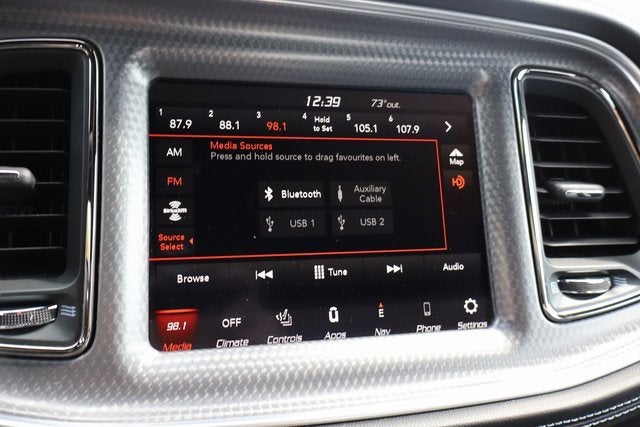 12:39 73°out.
1 87.9 2 88.1 3 98.1 4 Hold to Set 5 105.1 6 107.9
AM
FM
SiriusXM
Source Select
Media Sources
Press and hold source to drag favourites on left.
Bluetooth
Auxiliary Cable
USB 1
USB 2
Map
HD
Browse Tune Audio
98.1 OFF E
Media Climate Controls Apps Nav Phone Settings